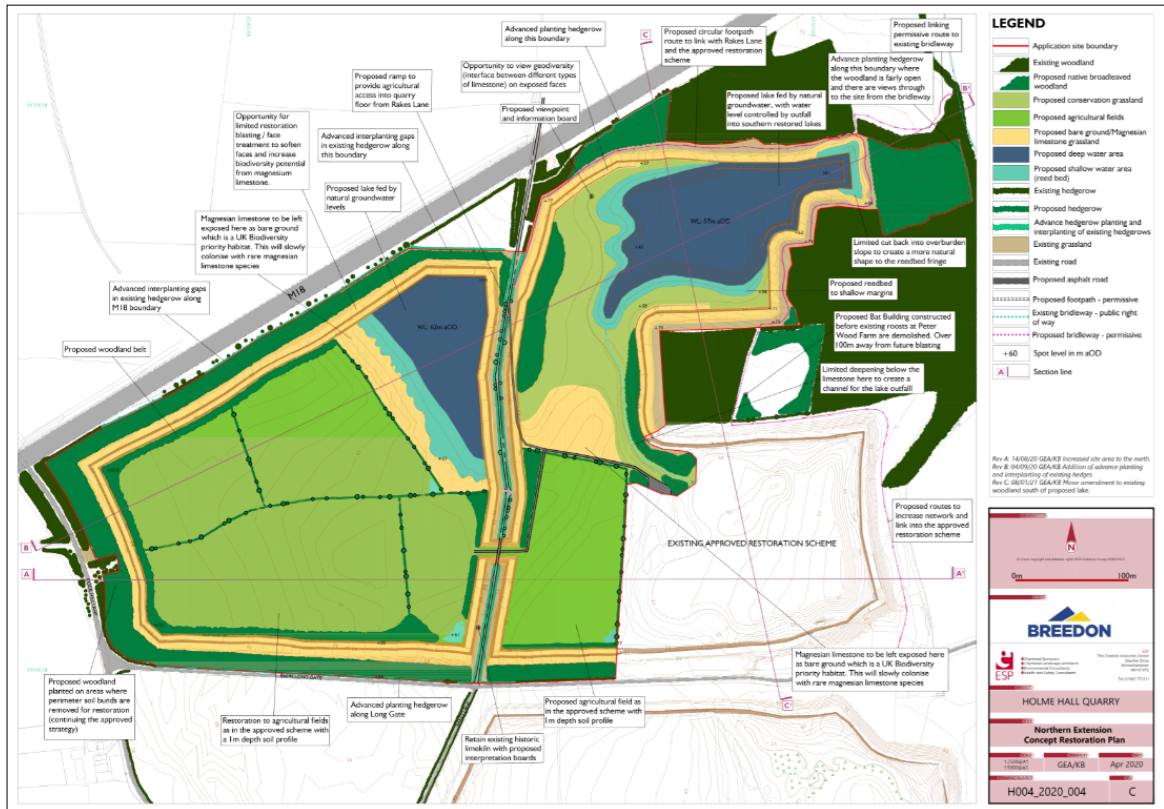 Advanced planting hedgerow
along this boundary
C
Proposed circular footpath
route to link with Rakes Lane
and the approved restoration
scheme
Proposed linking
permissive route to
existing bridleway
Opportunity to view geodiversity
(interface between different types
of limestone) on exposed faces
Advance planting hedgerow
along this boundary where
the woodland is fairly open
and there are views through
to the site from the bridleway
B'
Proposed ramp to
provide agricultural
access into quarry
floor from Rakes Lane
Proposed viewpoint
and information board
Proposed lake fed by natural
groundwater, with water
level controlled by outfall
into southern restored lakes
Opportunity for
limited restoration
blasting / face
treatment to soften
faces and increase
biodiversity potential
from magnesium
limestone.
Advanced interplanting gaps
in existing hedgerow along
this boundary
Proposed lake fed by
natural groundwater
levels
Magnesian limestone to be left
exposed here as bare ground
which is a UK Biodiversity
priority habitat. This will slowly
colonise with rare magnesian
limestone species
WL: 57m aOD
Limited cut back into overburden
slope to create a more natural
shape to the reedbed fringe
Advanced interplanting gaps
in existing hedgerow along
M18 boundary
M18
Proposed reedbed
to shallow margins
WL: 62m aOD
Proposed Bat Building constructed
before existing roosts at Peter
Wood Farm are demolished. Over
100m away from future blasting
Proposed woodland belt
Limited deepening below the
limestone here to create a
channel for the lake outfall
Proposed routes to
increase network and
link into the approved
restoration scheme
EXISTING APPROVED RESTORATION SCHEME
B
A
A'
Magnesian limestone to be left exposed here
as bare ground which is a UK Biodiversity
priority habitat. This will slowly colonise
with rare magnesian limestone species
Proposed woodland
planted on areas where
perimeter soil bunds are
removed for restoration
(continuing the approved
strategy)
Restoration to agricultural fields
as in the approved scheme with
a 1m depth soil profile
Advanced planting hedgerow
along Long Gate
Retain existing historic
limekiln with proposed
interpretation boards
Proposed agricultural field as
in the approved scheme with
1m depth soil profile
C'
LEGEND
Application site boundary
Existing woodland
Proposed native broadleaved
woodland
Proposed conservation grassland
Proposed agricultural fields
Proposed bare ground/Magnesian
limestone grassland
Proposed deep water area
Proposed shallow water area
(reed bed)
Existing hedgerow
Proposed hedgerow
Advance hedgerow planting and
interplanting of existing hedgerows
Existing grassland
Existing road
Proposed asphalt road
Proposed footpath - permissive
Existing bridleway - public right
of way
Proposed bridleway - permissive
+60 Spot level in m aOD
A Section line
Rev A: 14/08/20 GEA/KB Increased site area to the north.
Rev B: 04/09/20 GEA/KB Addition of advance planting
and interplanting of existing hedges.
Rev C: 08/01/21 GEA/KB Minor amendment to existing
woodland south of proposed lake.
N
0m 100m
BREEDON
ESP
Chartered Surveyors
Chartered Landscape Architects
Environmental Consultants
Health and Safety Consultants
HOLME HALL QUARRY
Northern Extension
Concept Restoration Plan
GEA/KB
Apr 2020
H004_2020_004
C